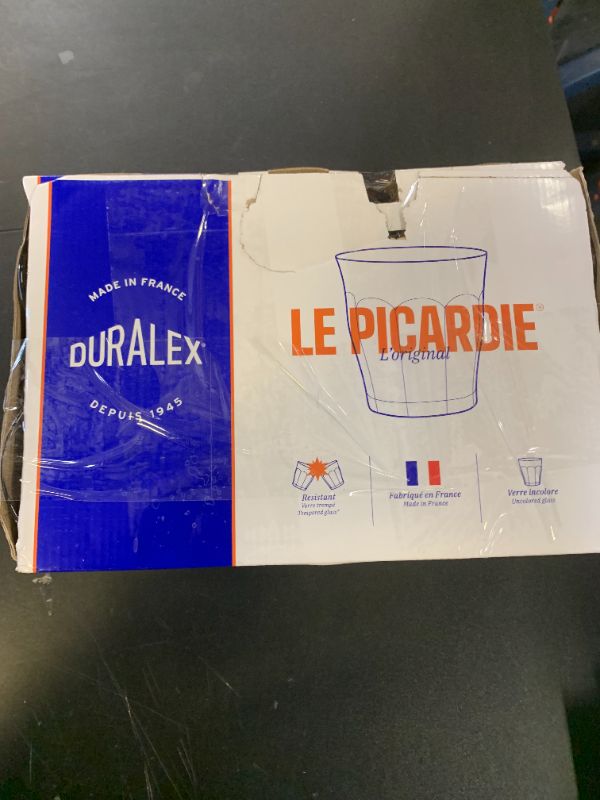 MADE IN FRANCE
DURALEX
DEPUIS 1945
LE PICARDIE®
L'original
Resistant
Verre trempé
Tempered glass*
Fabriqué en France
Made in France
Verre incolore
Uncolored glass